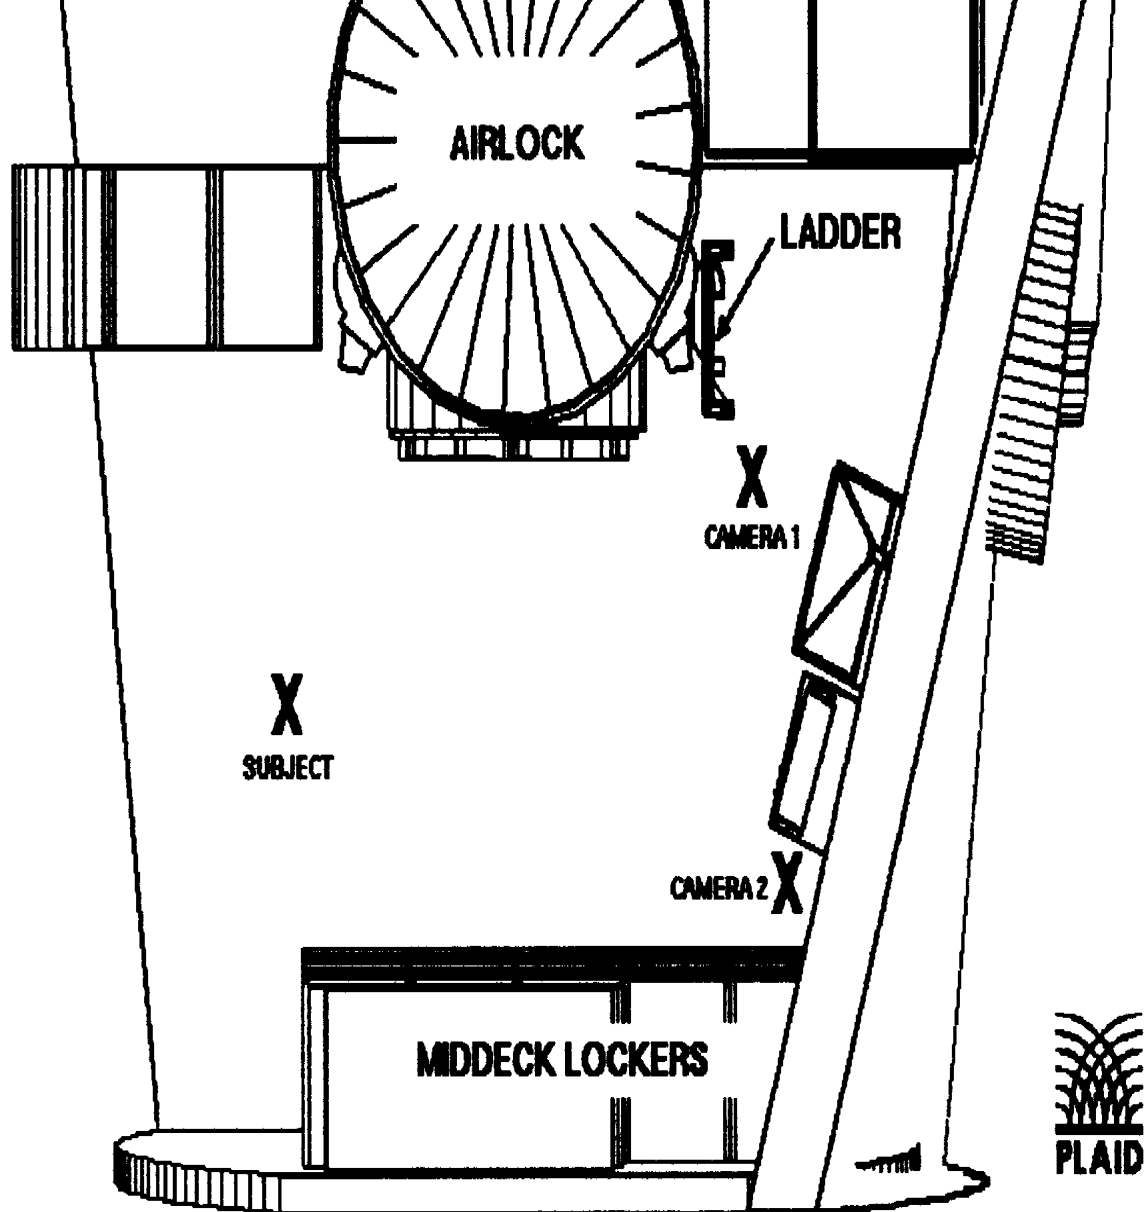 AIRLOCK
LADDER
X
CAMERA 1
X
SUBJECT
CAMERA 2 X
MIDDECK LOCKERS
PLAID